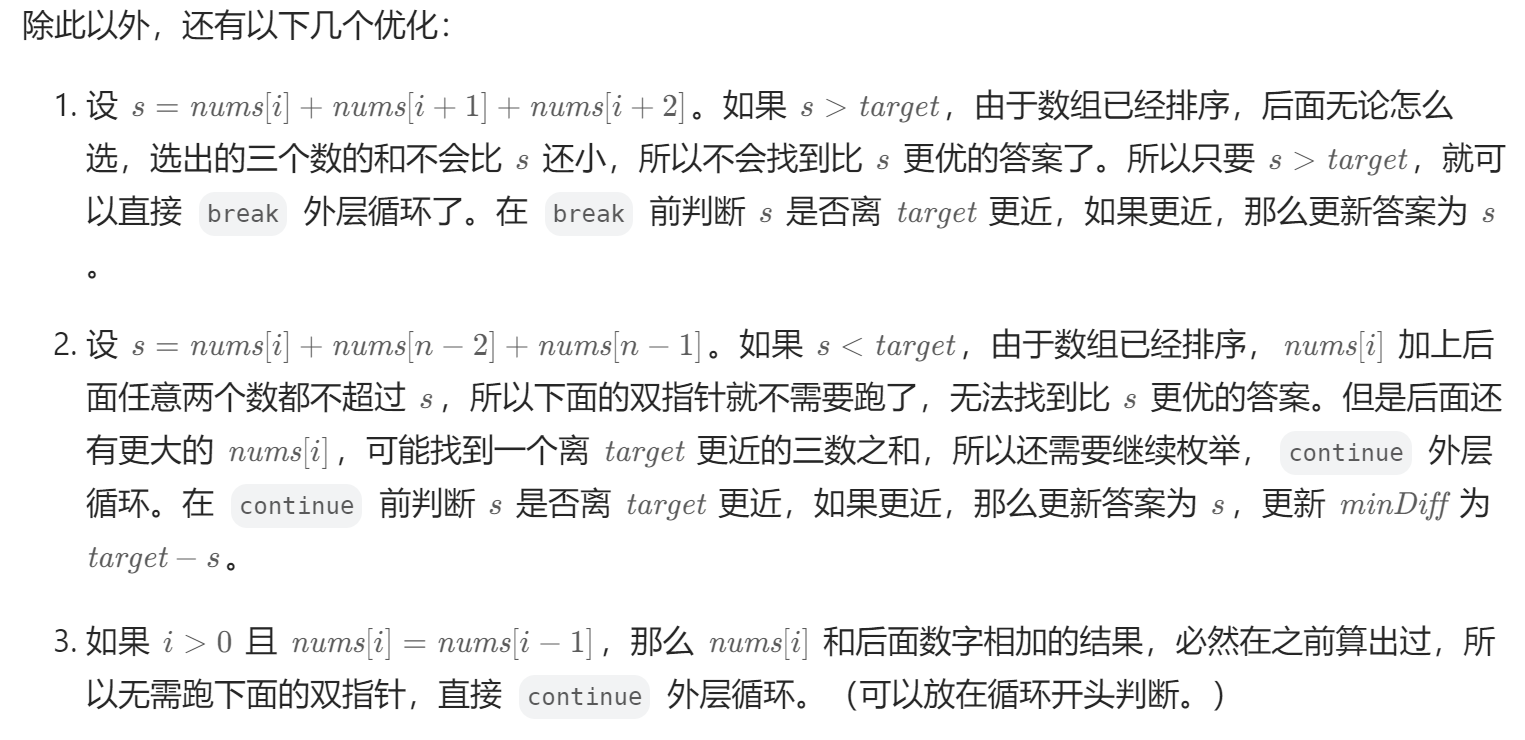 除此以外，还有以下几个优化：
1. 设 s = nums[i] + nums[i + 1] + nums[i + 2]。如果 s > target，由于数组已经排序，后面无论怎么
选，选出的三个数的和不会比 s 还小，所以不会找到比 s 更优的答案了。所以只要 s > target，就可
以直接 break 外层循环了。在 break 前判断 s 是否离 target 更近，如果更近，那么更新答案为 s
。
2. 设 s = nums[i] + nums[n − 2] + nums[n − 1]。如果 s < target，由于数组已经排序，nums[i] 加上后
面任意两个数都不超过 s，所以下面的双指针就不需要跑了，无法找到比 s 更优的答案。但是后面还
有更大的 nums[i]，可能找到一个离 target 更近的三数之和，所以还需要继续枚举，continue 外层
循环。在 continue 前判断 s 是否离 target 更近，如果更近，那么更新答案为 s，更新 minDiff 为
target − s。
3. 如果 i > 0 且 nums[i] = nums[i − 1]，那么 nums[i] 和后面数字相加的结果，必然在之前算出过，所
以无需跑下面的双指针，直接 continue 外层循环。（可以放在循环开头判断。）